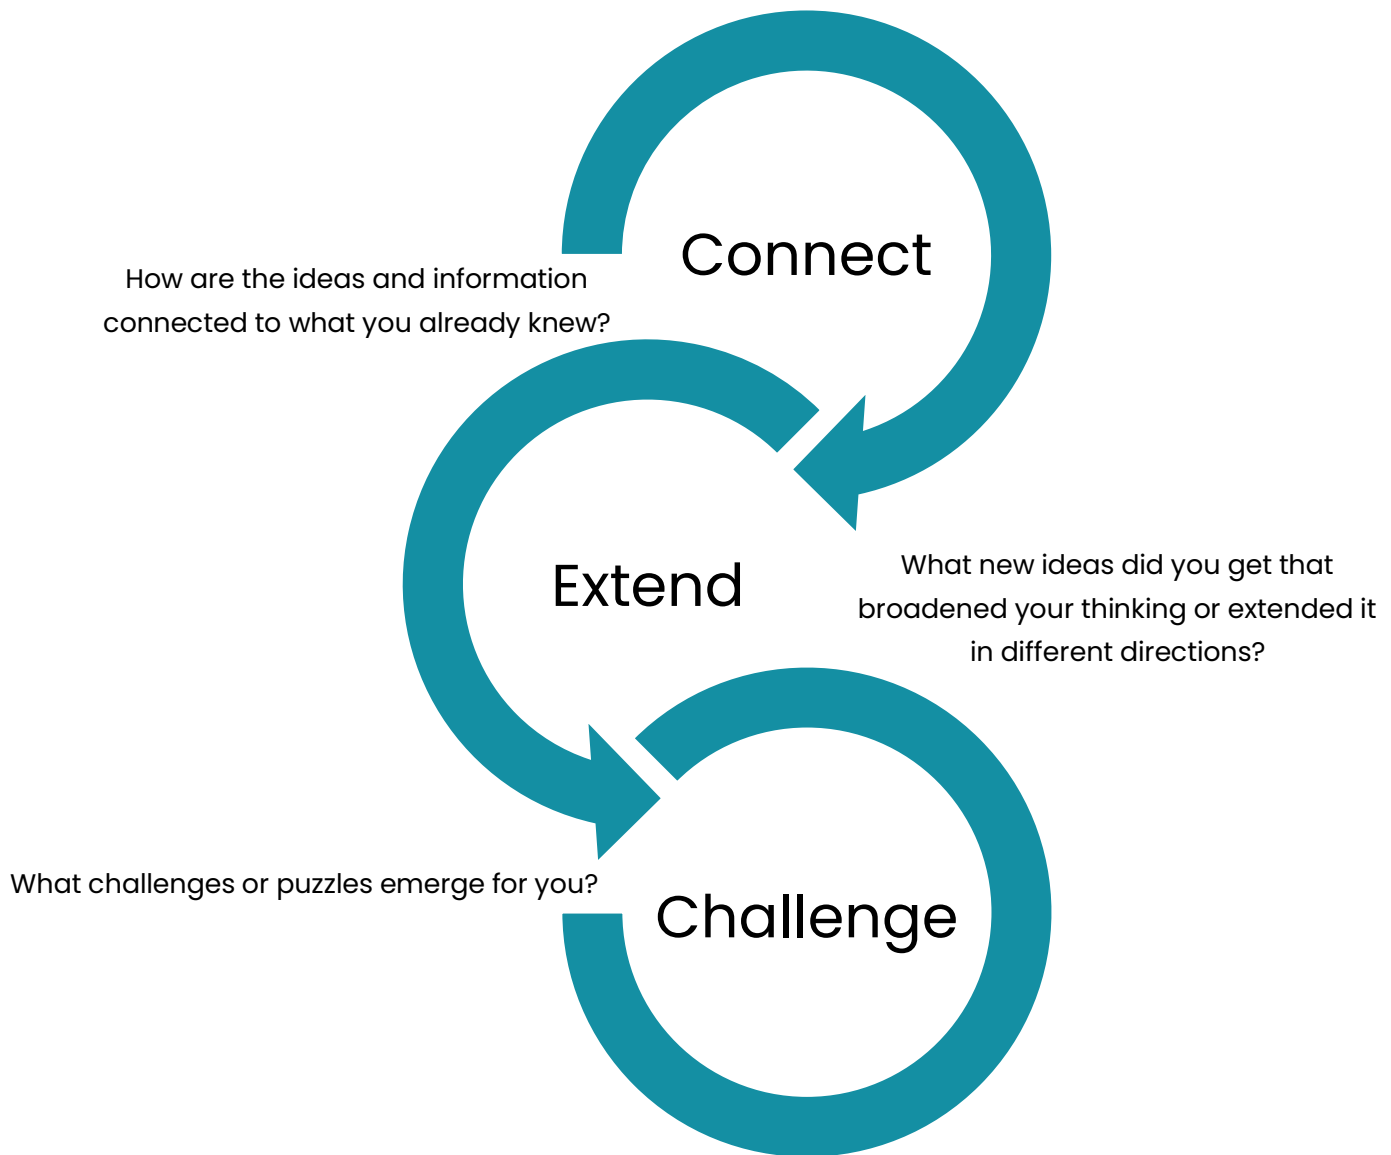 Connect
How are the ideas and information
connected to what you already knew?
Extend
What new ideas did you get that
broadened your thinking or extended it
in different directions?
Challenge
What challenges or puzzles emerge for you?